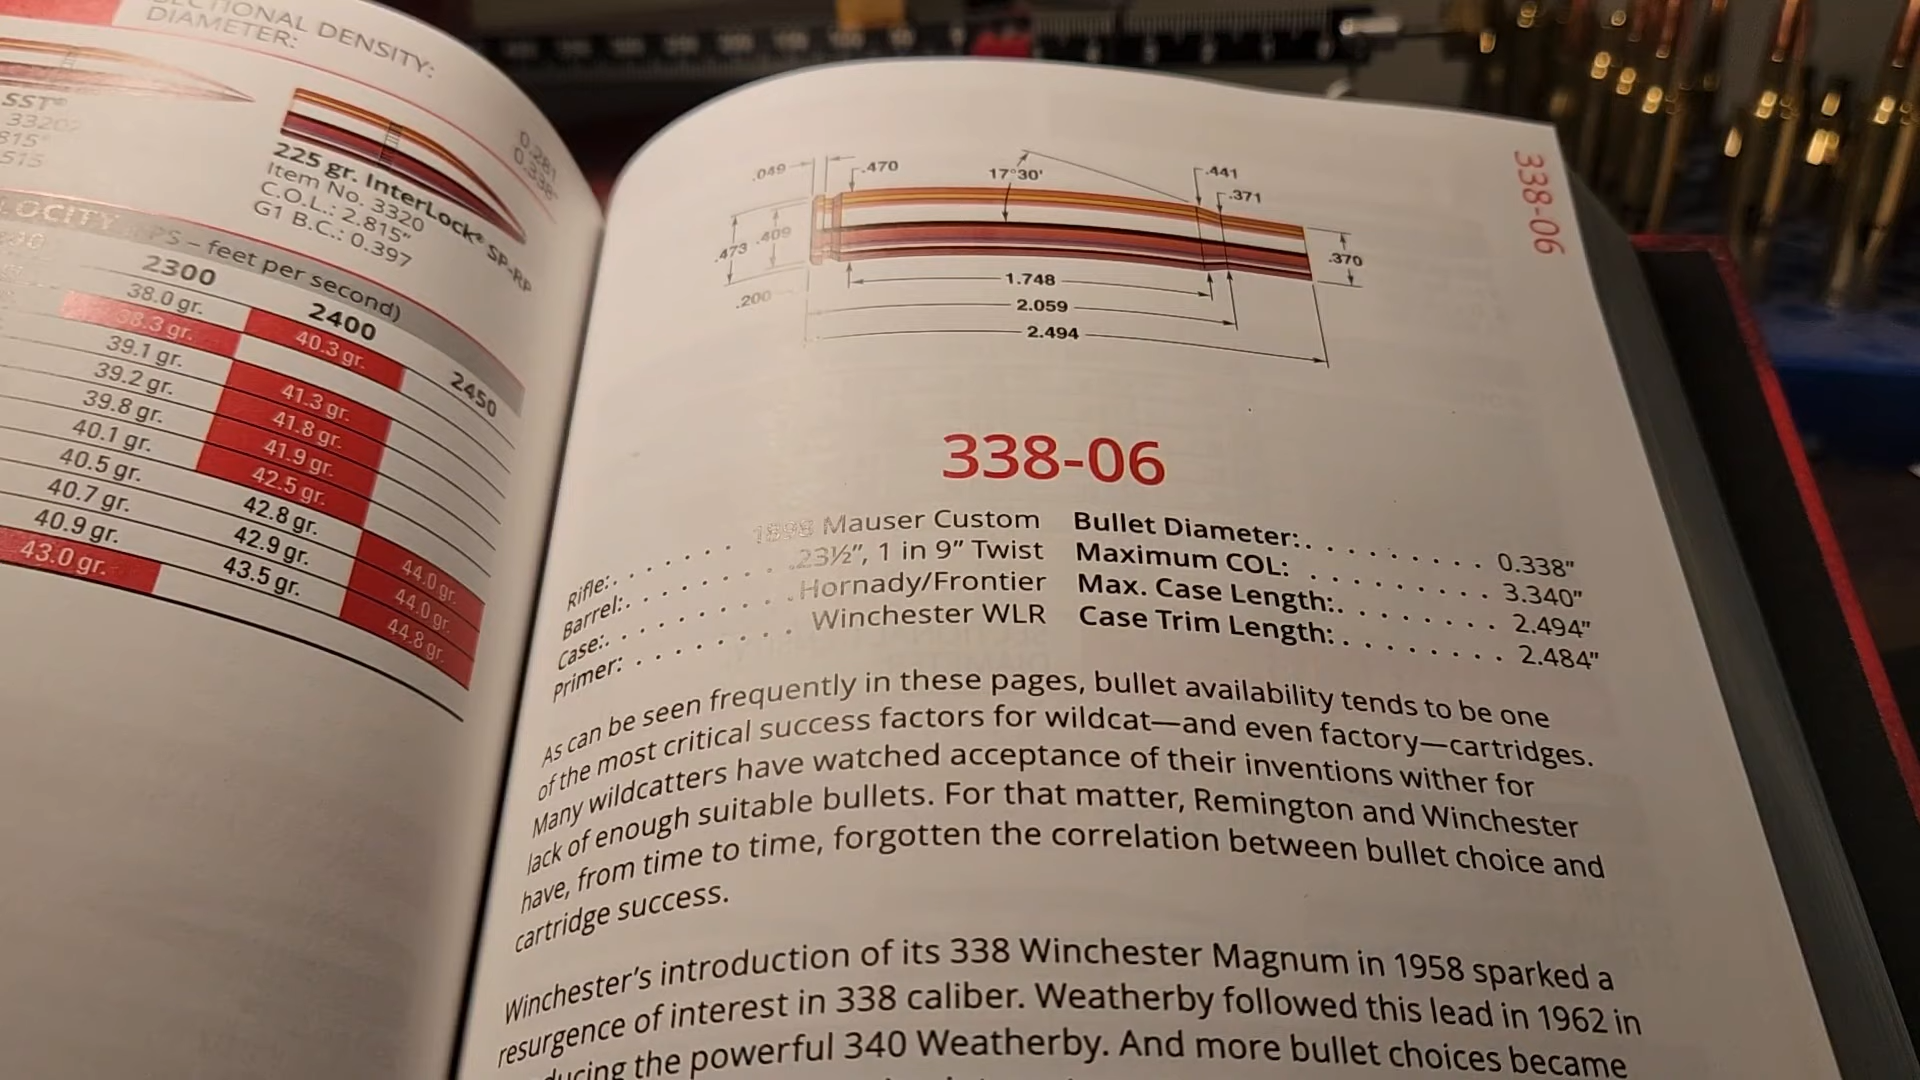 SECTIONAL DENSITY:
DIAMETER:
0.281
0.338"
SST®
33202
815"
515
225 gr. InterLock® SP-RP
Item No. 3320
C.O.L.: 2.815"
G1 B.C.: 0.397
LOCITY FPS – feet per second)
2300
2400
2450
38.0 gr.
38.3 gr.
40.3 gr.
39.1 gr.
39.2 gr.
41.3 gr.
39.8 gr.
41.8 gr.
40.1 gr.
41.9 gr.
40.5 gr.
42.5 gr.
40.7 gr.
42.8 gr.
40.9 gr.
42.9 gr.
44.0 gr.
43.0 gr.
43.5 gr.
44.0 gr.
44.8 gr.
338-06
.049
.470
17°30'
.441
.371
.473
.409
.370
.200
1.748
2.059
2.494
338-06
Rifle: 1898 Mauser Custom
Barrel: 23½", 1 in 9" Twist
Case: Hornady/Frontier
Primer: Winchester WLR
Bullet Diameter: 0.338"
Maximum COL: 3.340"
Max. Case Length: 2.494"
Case Trim Length: 2.484"
As can be seen frequently in these pages, bullet availability tends to be one
of the most critical success factors for wildcat—and even factory—cartridges.
Many wildcatters have watched acceptance of their inventions wither for
lack of enough suitable bullets. For that matter, Remington and Winchester
have, from time to time, forgotten the correlation between bullet choice and
cartridge success.
Winchester's introduction of its 338 Winchester Magnum in 1958 sparked a
resurgence of interest in 338 caliber. Weatherby followed this lead in 1962 in
the powerful 340 Weatherby. And more bullet choices became